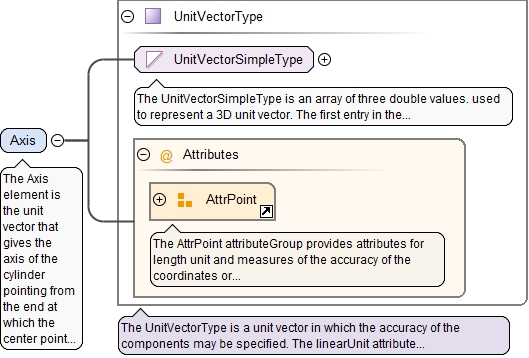 UnitVectorType
UnitVectorSimpleType
The UnitVectorSimpleType is an array of three double values. used
to represent a 3D unit vector. The first entry in the...
Axis
The Axis
element is
the unit
vector that
gives the
axis of the
cylinder
pointing from
the end at
which the
center point...
@ Attributes
AttrPoint
The AttrPoint attributeGroup provides attributes for
length unit and measures of the accuracy of the
coordinates or...
The UnitVectorType is a unit vector in which the accuracy of the
components may be specified. The linearUnit attribute...